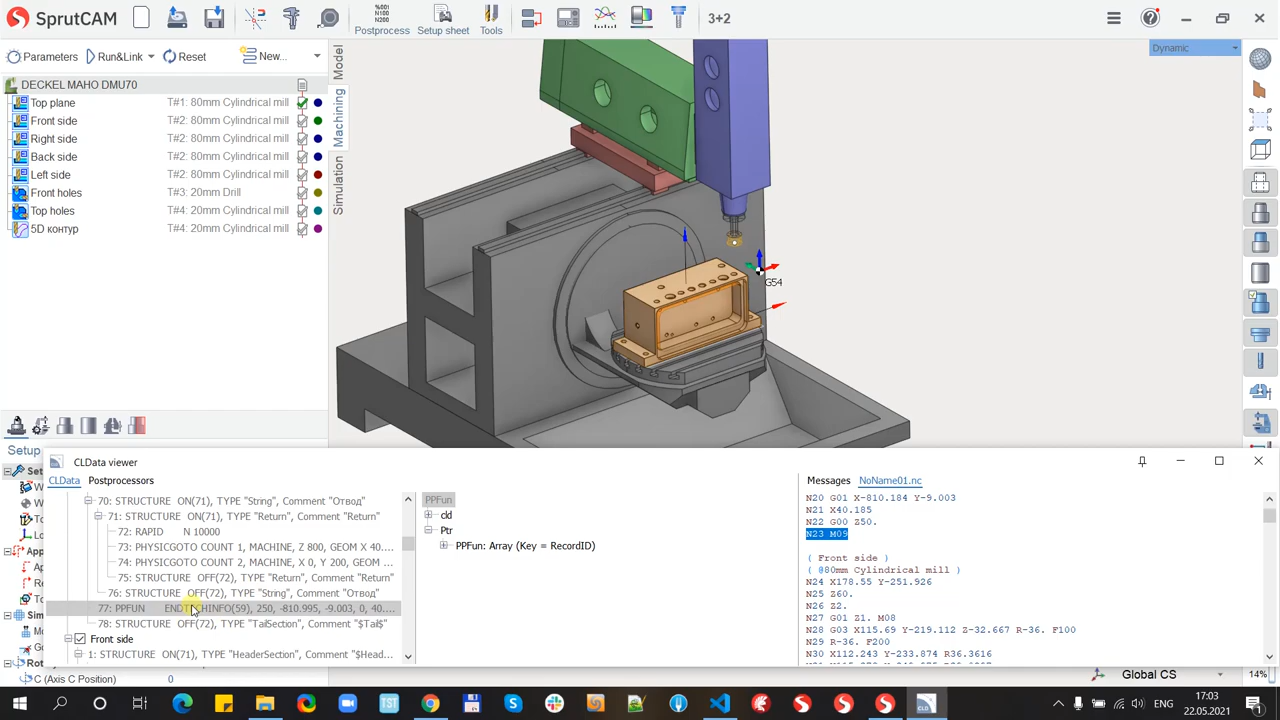 SprutCAM
%
N001
G100
N200
Postprocess
Setup sheet
Tools
3+2
Parameters
Run&Link
Reset
New...
Dynamic
Model
Machining
Simulation
DECKEL MAHO DMU70
Top plane T#1: 80mm Cylindrical mill
Front side T#2: 80mm Cylindrical mill
Right side T#2: 80mm Cylindrical mill
Back side T#2: 80mm Cylindrical mill
Left side T#2: 80mm Cylindrical mill
Front holes T#3: 20mm Drill
Top holes T#4: 20mm Cylindrical mill
5D контур T#4: 20mm Cylindrical mill
G54
Setup
CLData viewer
CLData Postprocessors
70: STRUCTURE ON(71), TYPE "String", Comment "Отвод"
71: STRUCTURE ON(71), TYPE "Return", Comment "Return"
72: RAPID N 10000
73: PHYSICGOTO COUNT 1, MACHINE, Z 800, GEOM X 40....
74: PHYSICGOTO COUNT 2, MACHINE, X 0, Y 200, GEOM ...
75: STRUCTURE OFF(72), TYPE "Return", Comment "Return"
76: STRUCTURE OFF(72), TYPE "String", Comment "Отвод"
77: PPFUN ENDTECHINFO(59), 250, -810.995, -9.003, 0, 40....
78: STRUCTURE OFF(72), TYPE "TailSection", Comment "$Tail$"
Front side
1: STRUCTURE ON(71), TYPE "HeaderSection", Comment "$Head...
PPFun
cld
Ptr
PPFun: Array (Key = RecordID)
Messages NoName01.nc
N20 G01 X-810.184 Y-9.003
N21 X40.185
N22 G00 Z50.
N23 M09
( Front side )
( @80mm Cylindrical mill )
N24 X178.55 Y-251.926
N25 Z60.
N26 Z2.
N27 G01 Z1. M08
N28 G03 X115.69 Y-219.112 Z-32.667 R-36. F100
N29 R-36. F200
N30 X112.243 Y-233.874 R36.3616
C (Axis C Position) 0
Global CS
14%
1ST
ENG
17:03
22.05.2021